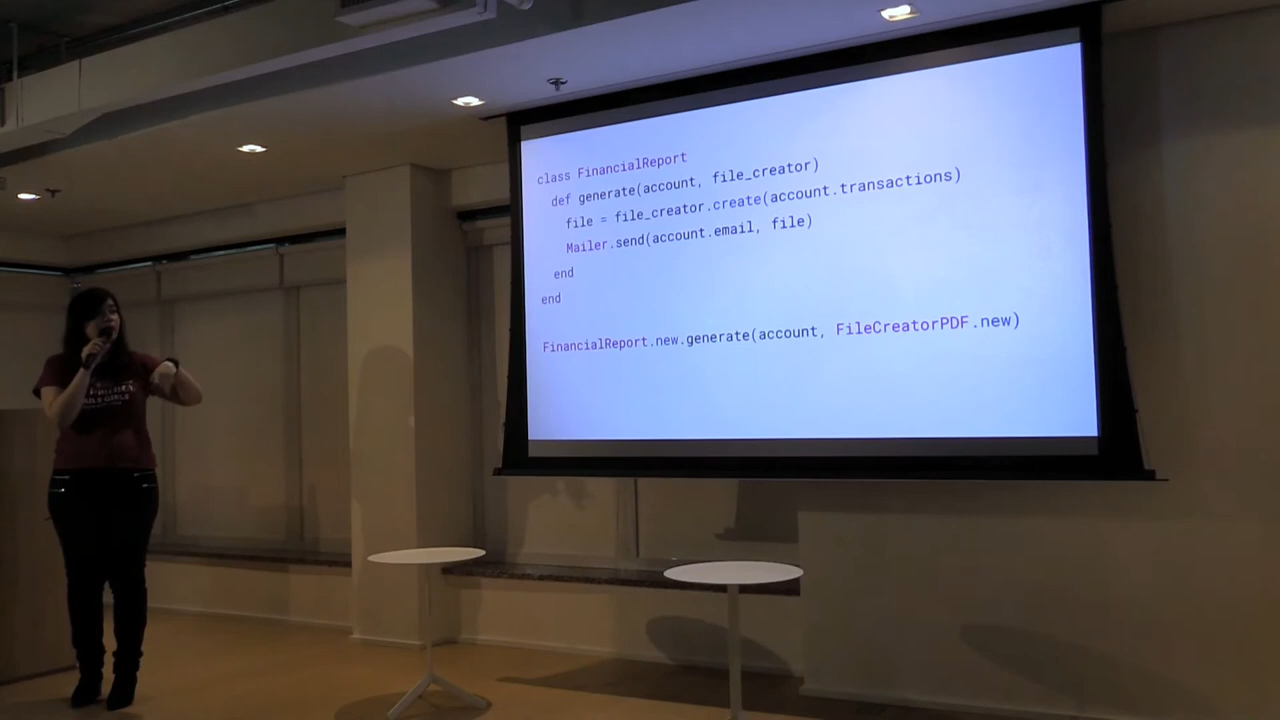 class FinancialReport
def generate(account, file_creator)
file = file_creator.create(account.transactions)
Mailer.send(account.email, file)
end
end
FinancialReport.new.generate(account, FileCreatorPDF.new)
GIRLS